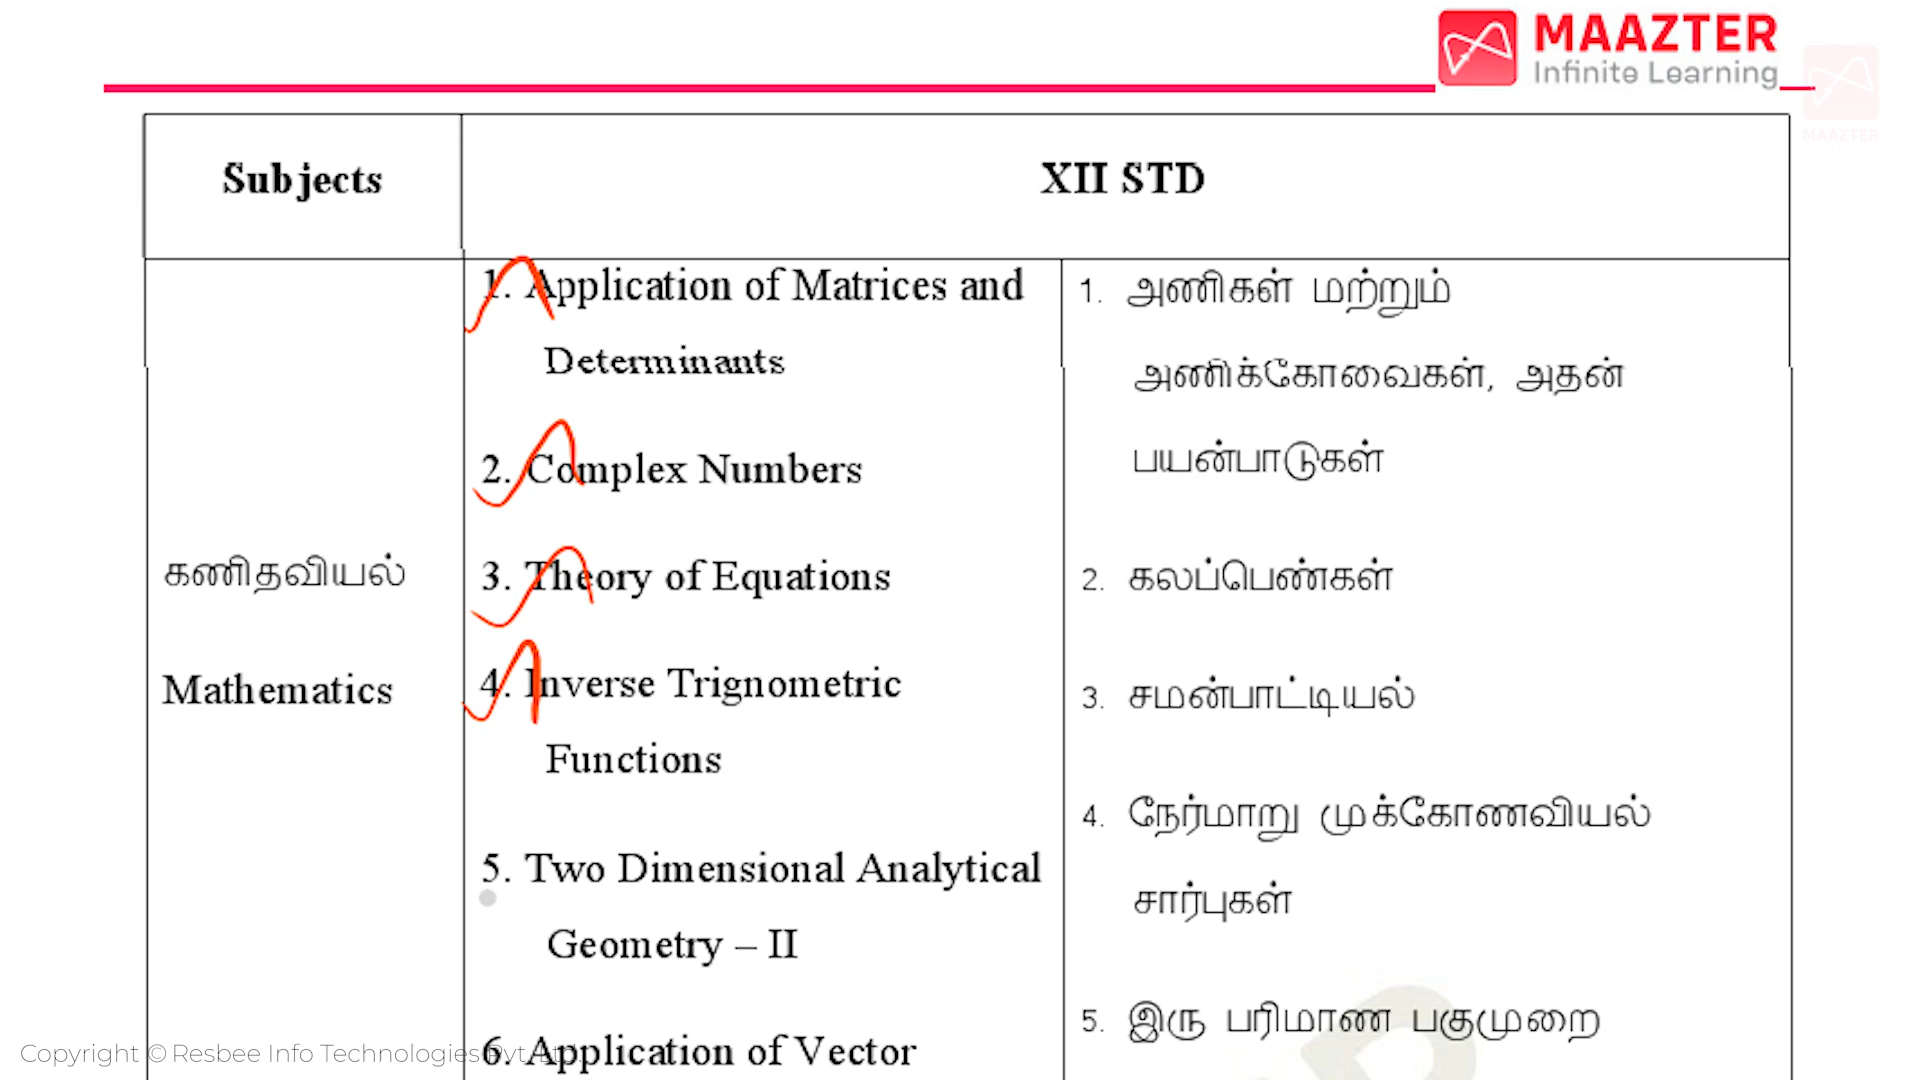 MAAZTER
Infinite Learning
MAAZTER
Subjects
XII STD
கணிதவியல்
Mathematics
1. Application of Matrices and
Determinants
2. Complex Numbers
3. Theory of Equations
4. Inverse Trignometric
Functions
5. Two Dimensional Analytical
Geometry – II
6. Application of Vector
1. அணிகள் மற்றும்
அணிக்கோவைகள், அதன்
பயன்பாடுகள்
2. கலப்பெண்கள்
3. சமன்பாட்டியல்
4. நேர்மாறு முக்கோணவியல்
சார்புகள்
5. இரு பரிமாண பகுமுறை
Copyright © Resbee Info Technologies Pvt. Ltd